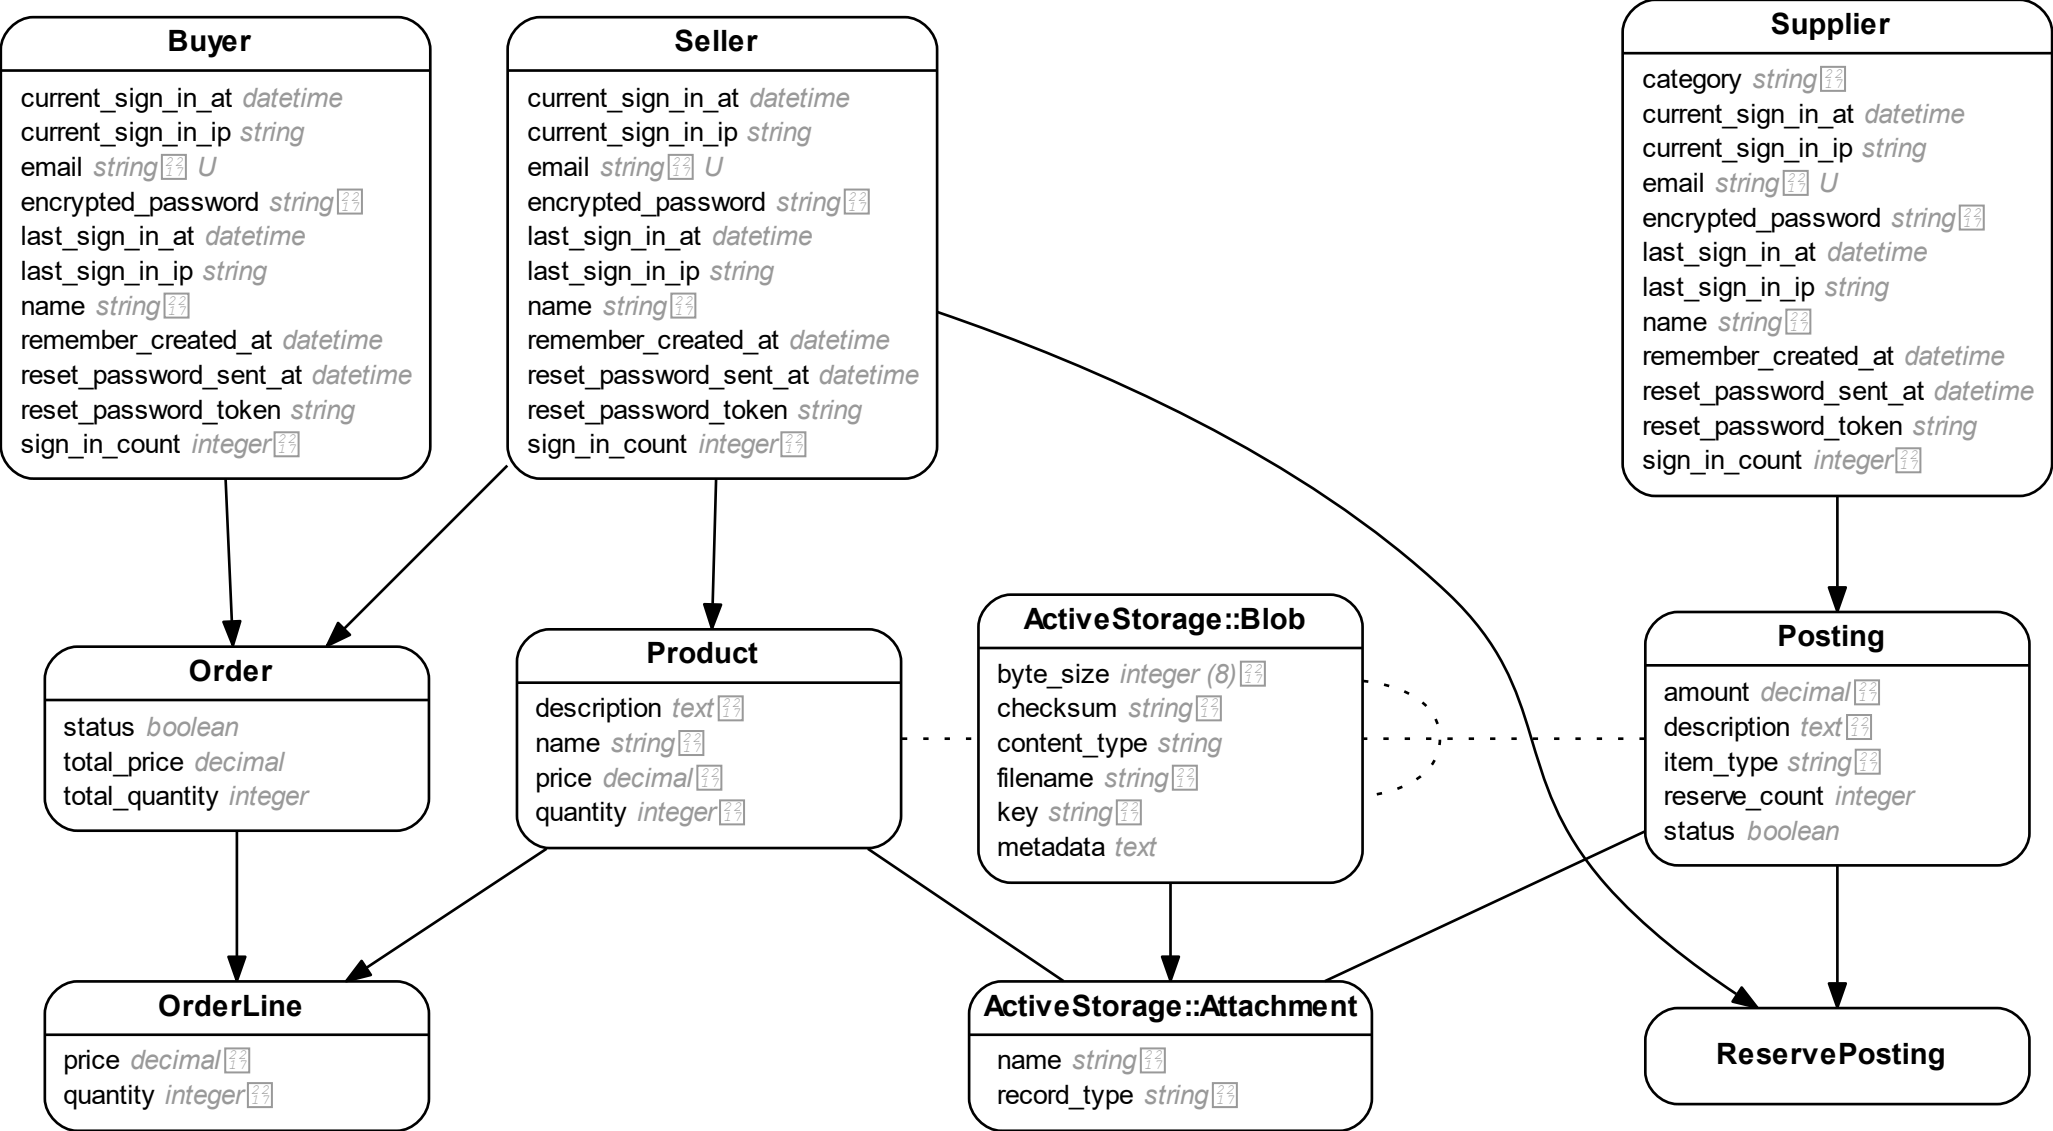 Buyer
current_sign_in_at datetime
current_sign_in_ip string
email string U
encrypted_password string
last_sign_in_at datetime
last_sign_in_ip string
name string
remember_created_at datetime
reset_password_sent_at datetime
reset_password_token string
sign_in_count integer
Seller
current_sign_in_at datetime
current_sign_in_ip string
email string U
encrypted_password string
last_sign_in_at datetime
last_sign_in_ip string
name string
remember_created_at datetime
reset_password_sent_at datetime
reset_password_token string
sign_in_count integer
Supplier
category string
current_sign_in_at datetime
current_sign_in_ip string
email string U
encrypted_password string
last_sign_in_at datetime
last_sign_in_ip string
name string
remember_created_at datetime
reset_password_sent_at datetime
reset_password_token string
sign_in_count integer
Order
status boolean
total_price decimal
total_quantity integer
Product
description text
name string
price decimal
quantity integer
ActiveStorage::Blob
byte_size integer (8)
checksum string
content_type string
filename string
key string
metadata text
Posting
amount decimal
description text
item_type string
reserve_count integer
status boolean
OrderLine
price decimal
quantity integer
ActiveStorage::Attachment
name string
record_type string
ReservePosting